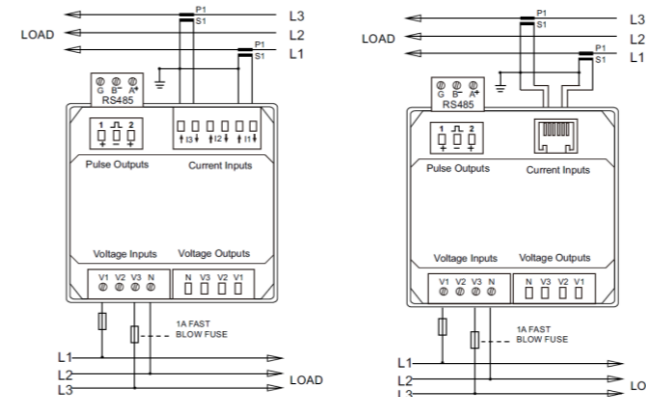 P1
S1
L3
LOAD
L2
P1
S1
L1
G B- A+
RS485
1 2
+ - +
I3 I2 I1
Pulse Outputs Current Inputs
Voltage Inputs Voltage Outputs
V1 V2 V3 N N V3 V2 V1
1A FAST
BLOW FUSE
L1
L2
LOAD
L3
P1
S1
L3
LOAD
L2
P1
S1
L1
G B- A+
RS485
1 2
+ - +
Pulse Outputs Current Inputs
Voltage Inputs Voltage Outputs
V1 V2 V3 N N V3 V2 V1
1A FAST
BLOW FUSE
L1
L2
LO
L3